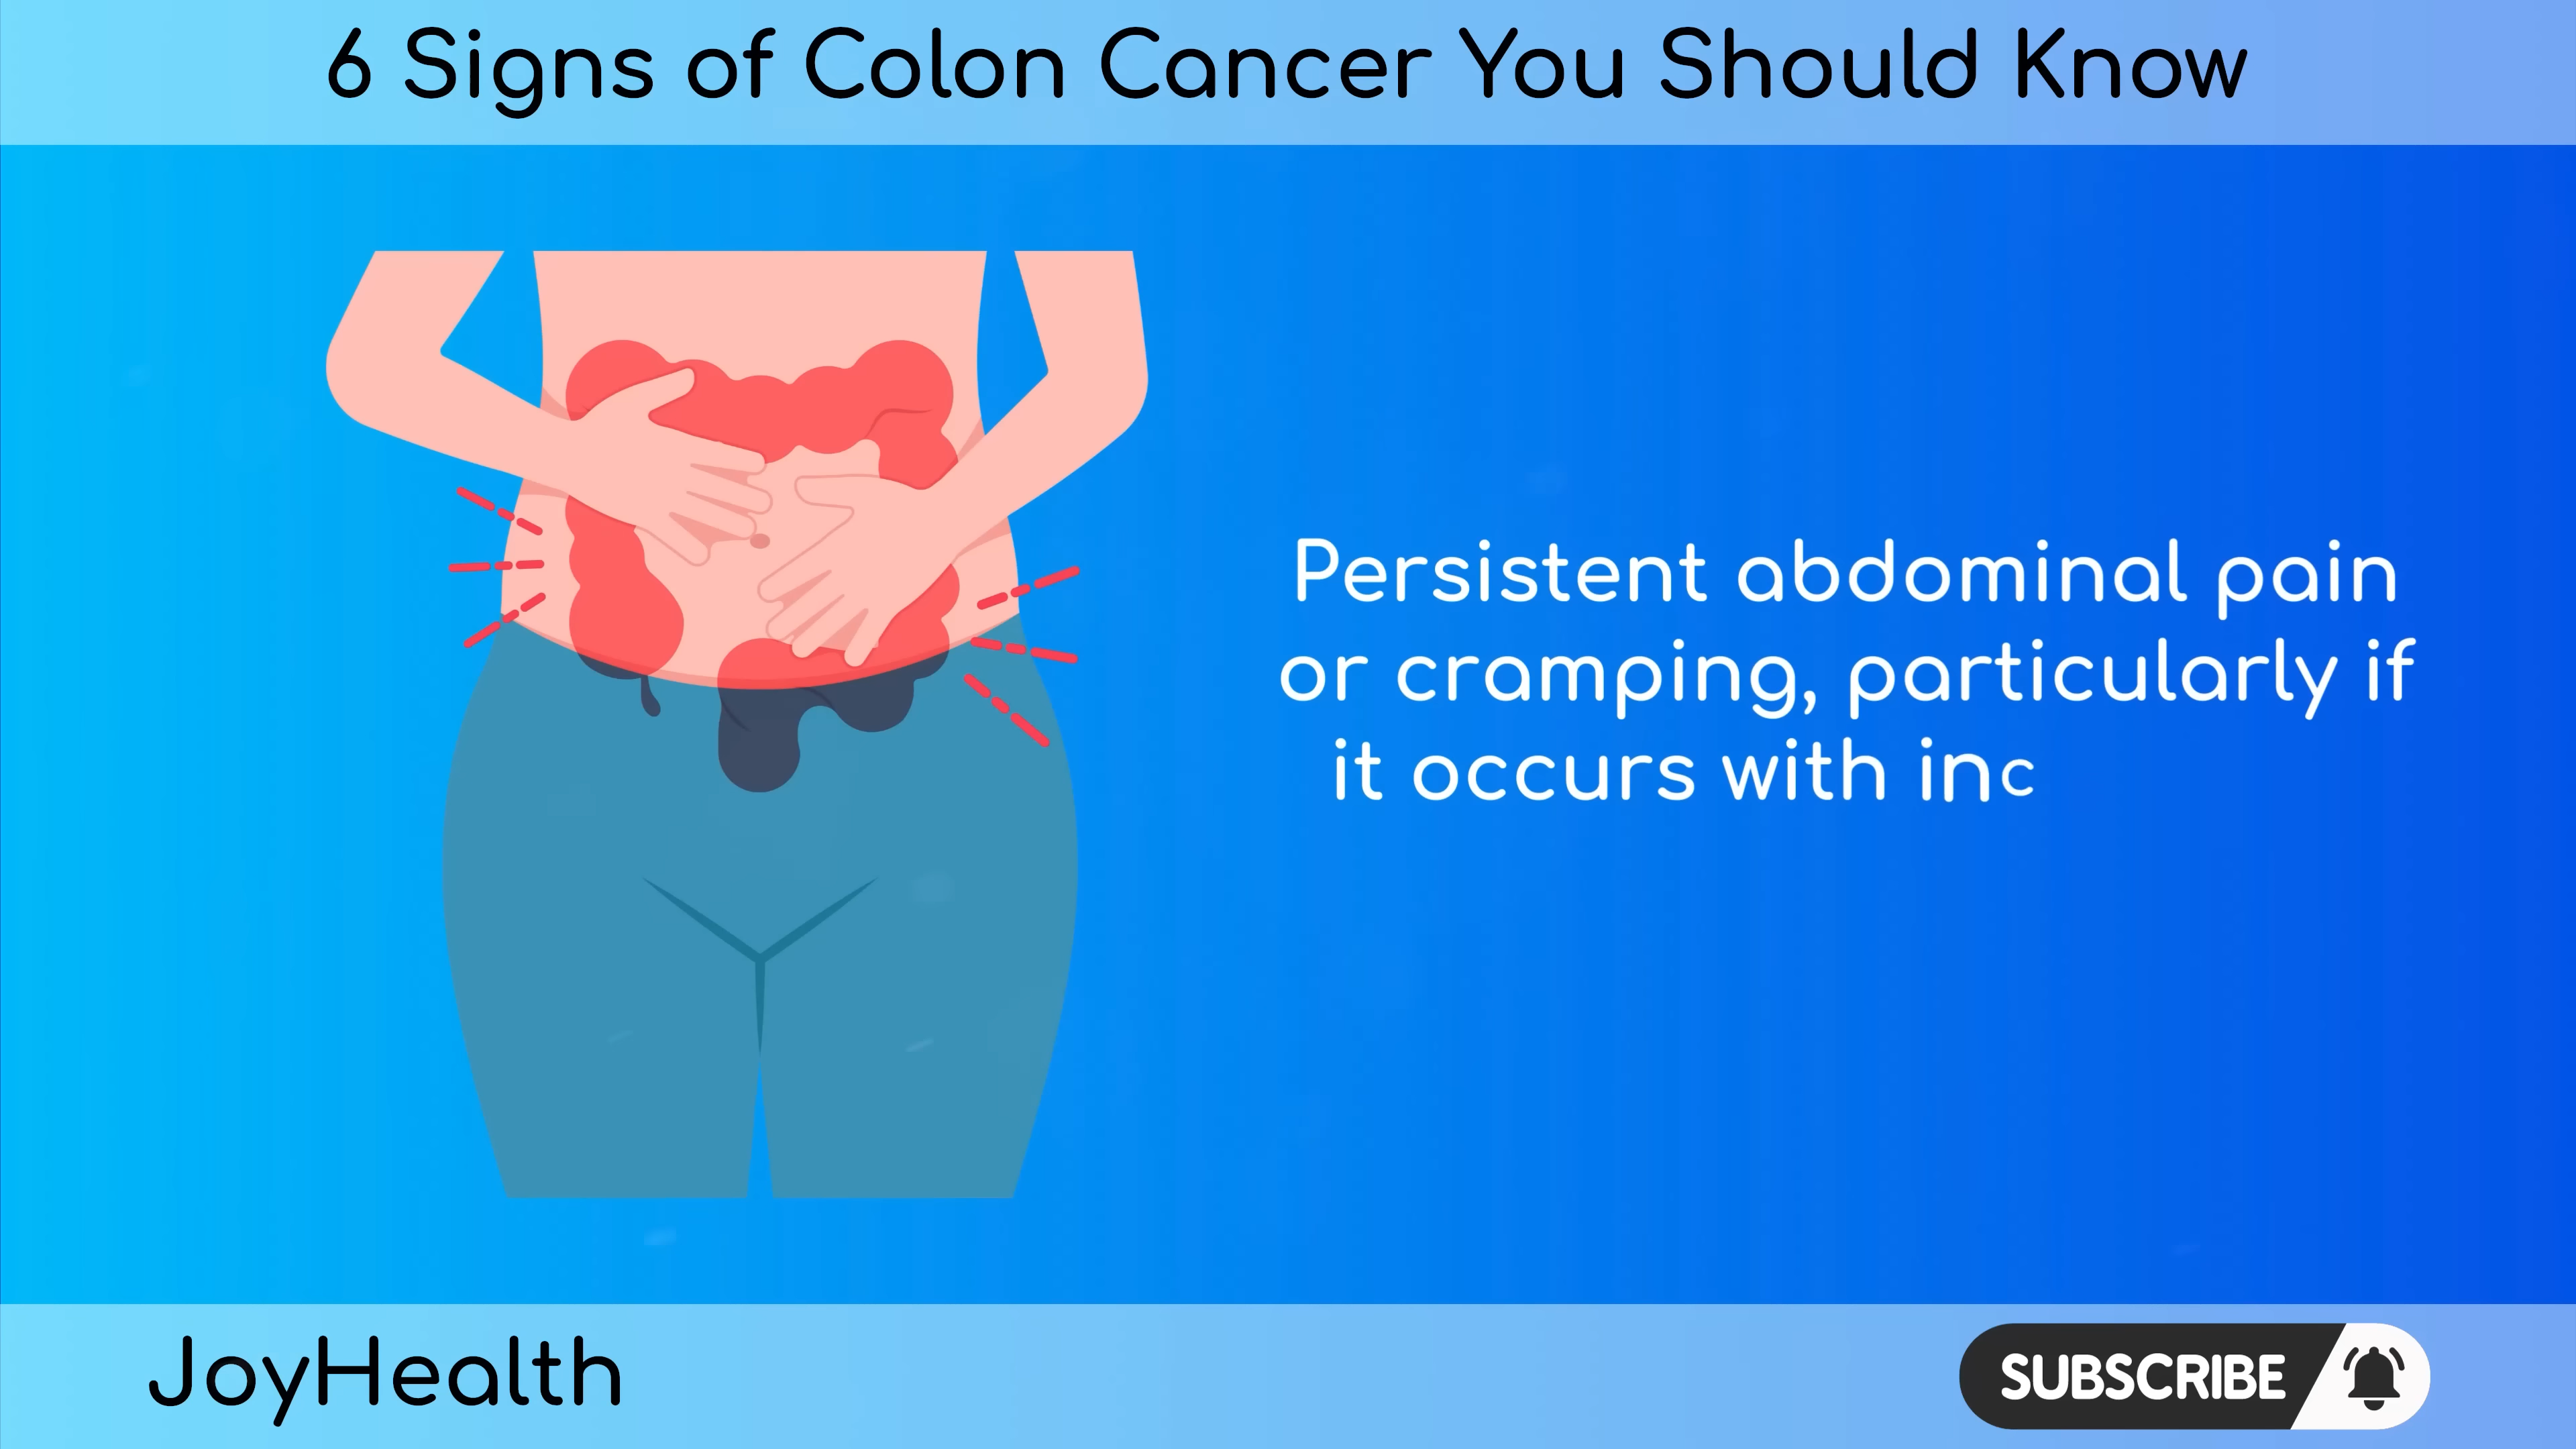 6 Signs of Colon Cancer You Should Know
Persistent abdominal pain
or cramping, particularly if
it occurs with inc
JoyHealth
SUBSCRIBE